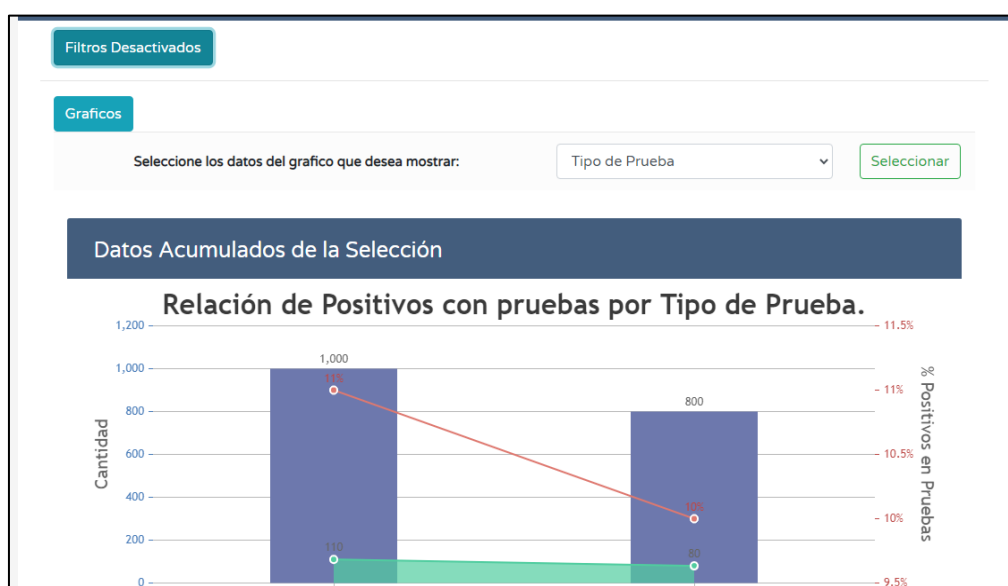 Filtros Desactivados
Graficos
Seleccione los datos del grafico que desea mostrar:
Tipo de Prueba
Seleccionar
Datos Acumulados de la Selección
Relación de Positivos con pruebas por Tipo de Prueba.
1,200
1,000
800
600
400
200
0
Cantidad
1,000
11%
110
800
10%
80
11.5%
11%
10.5%
10%
9.5%
% Positivos en Pruebas